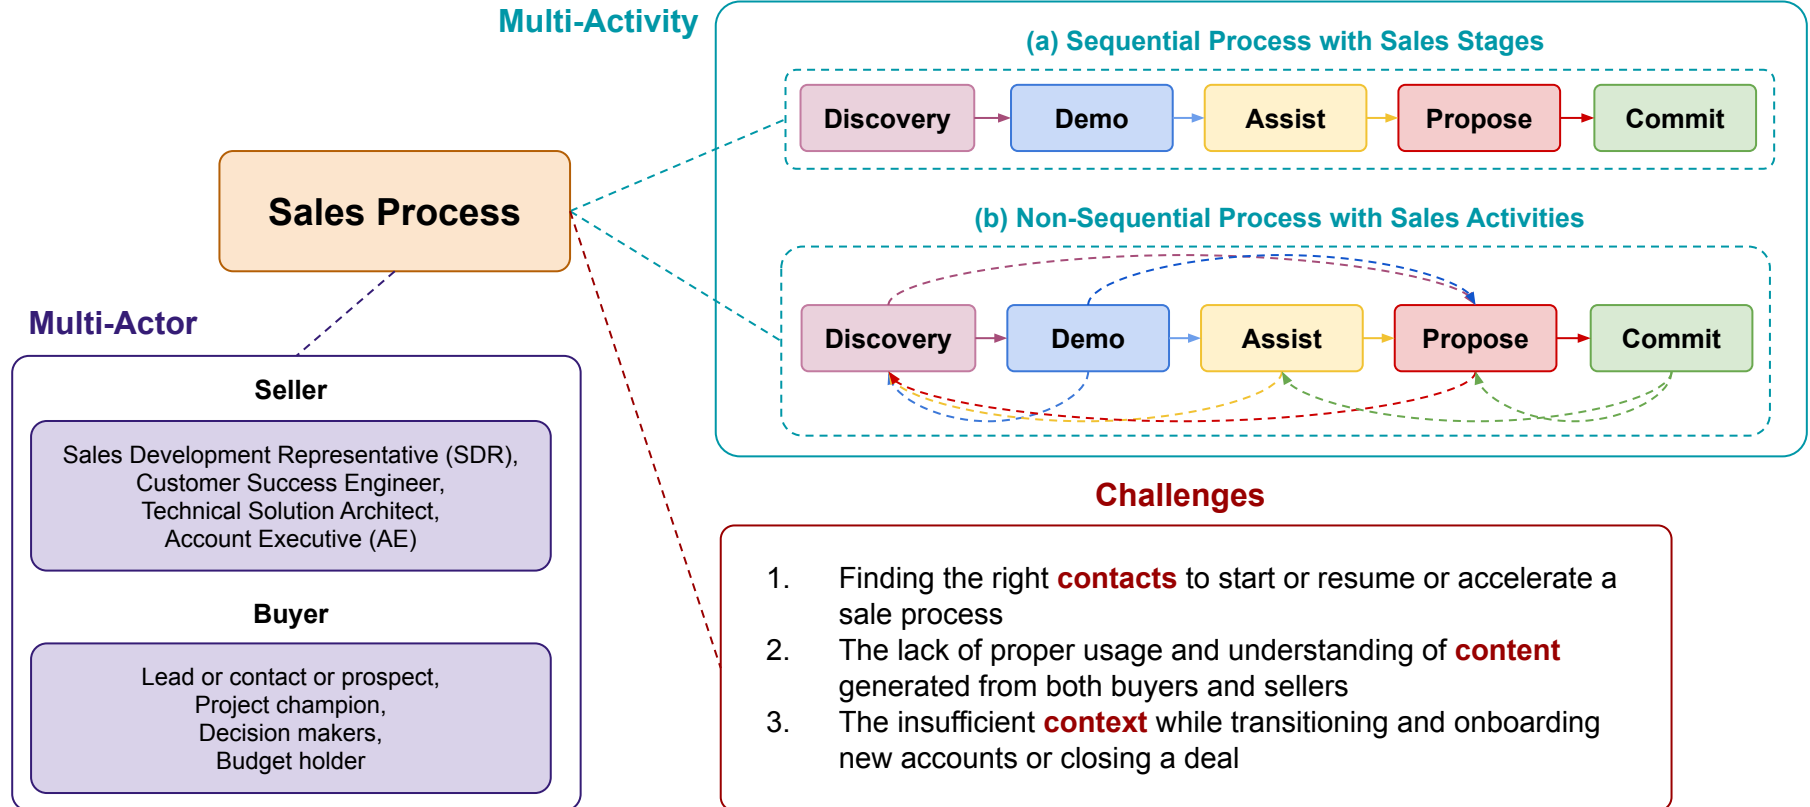 Multi-Activity
(a) Sequential Process with Sales Stages
Discovery
Demo
Assist
Propose
Commit
Sales Process
(b) Non-Sequential Process with Sales Activities
Discovery
Demo
Assist
Propose
Commit
Multi-Actor
Seller
Sales Development Representative (SDR),
Customer Success Engineer,
Technical Solution Architect,
Account Executive (AE)
Buyer
Lead or contact or prospect,
Project champion,
Decision makers,
Budget holder
Challenges
1. Finding the right contacts to start or resume or accelerate a
sale process
2. The lack of proper usage and understanding of content
generated from both buyers and sellers
3. The insufficient context while transitioning and onboarding
new accounts or closing a deal